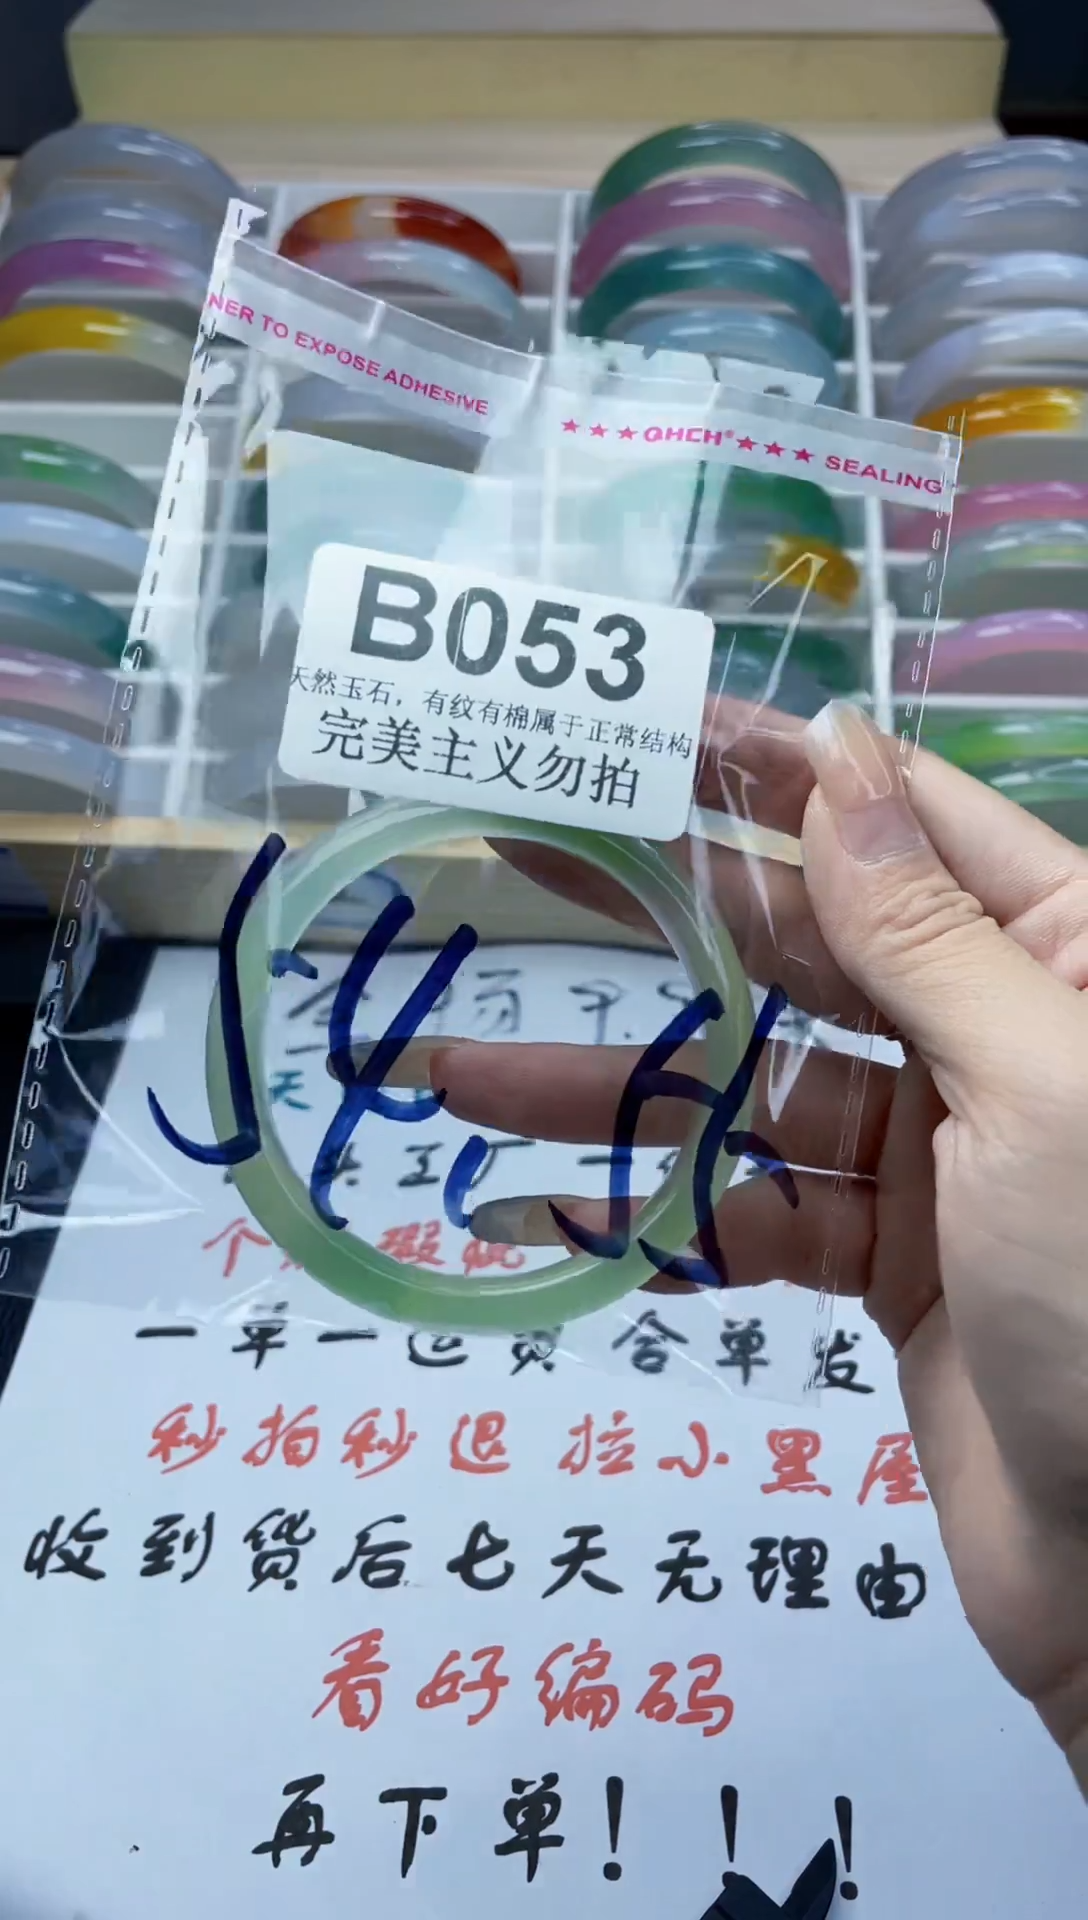 NER TO EXPOSE ADHESIVE
★★★QHCH®★★★ SEALING
B053
天然玉石，有纹有棉属于正常结构
完美主义勿拍
54.56
一单一运费 合单发
秒拍秒退 拉小黑屋
收到货后七天无理由
看好编码
再下单！！！